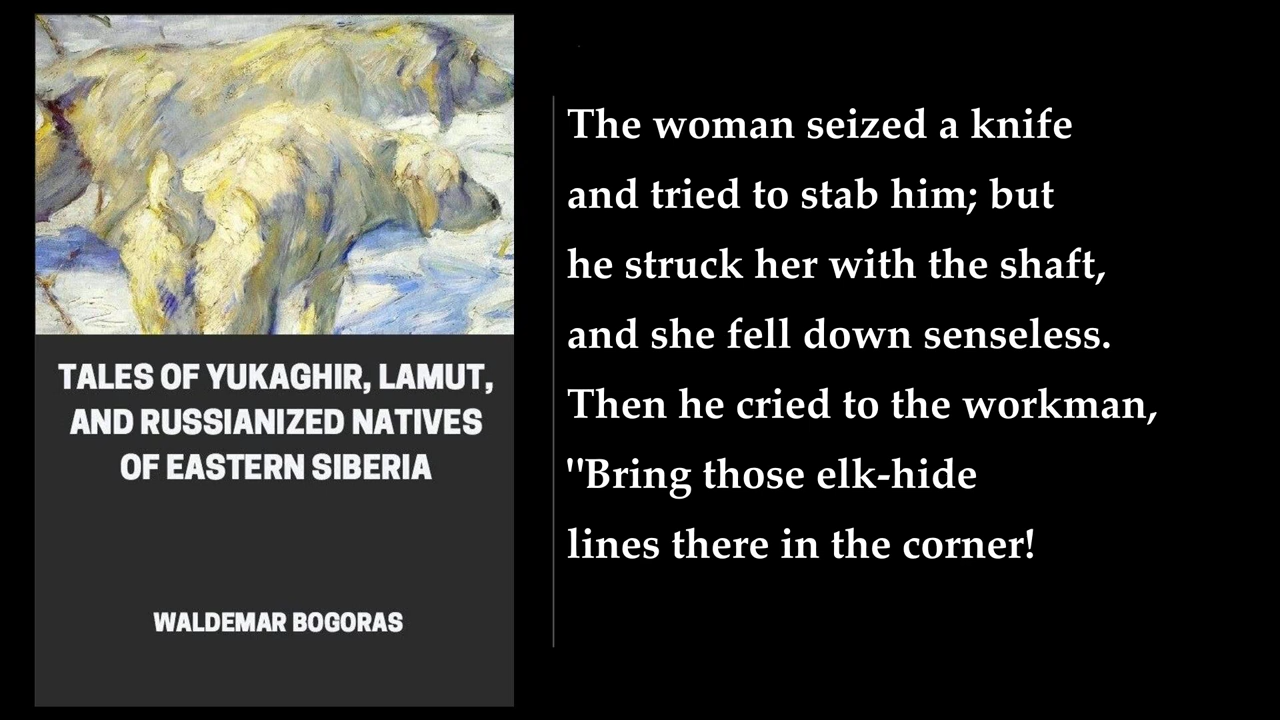 TALES OF YUKAGHIR, LAMUT,
AND RUSSIANIZED NATIVES
OF EASTERN SIBERIA
WALDEMAR BOGORAS
The woman seized a knife
and tried to stab him; but
he struck her with the shaft,
and she fell down senseless.
Then he cried to the workman,
"Bring those elk-hide
lines there in the corner!